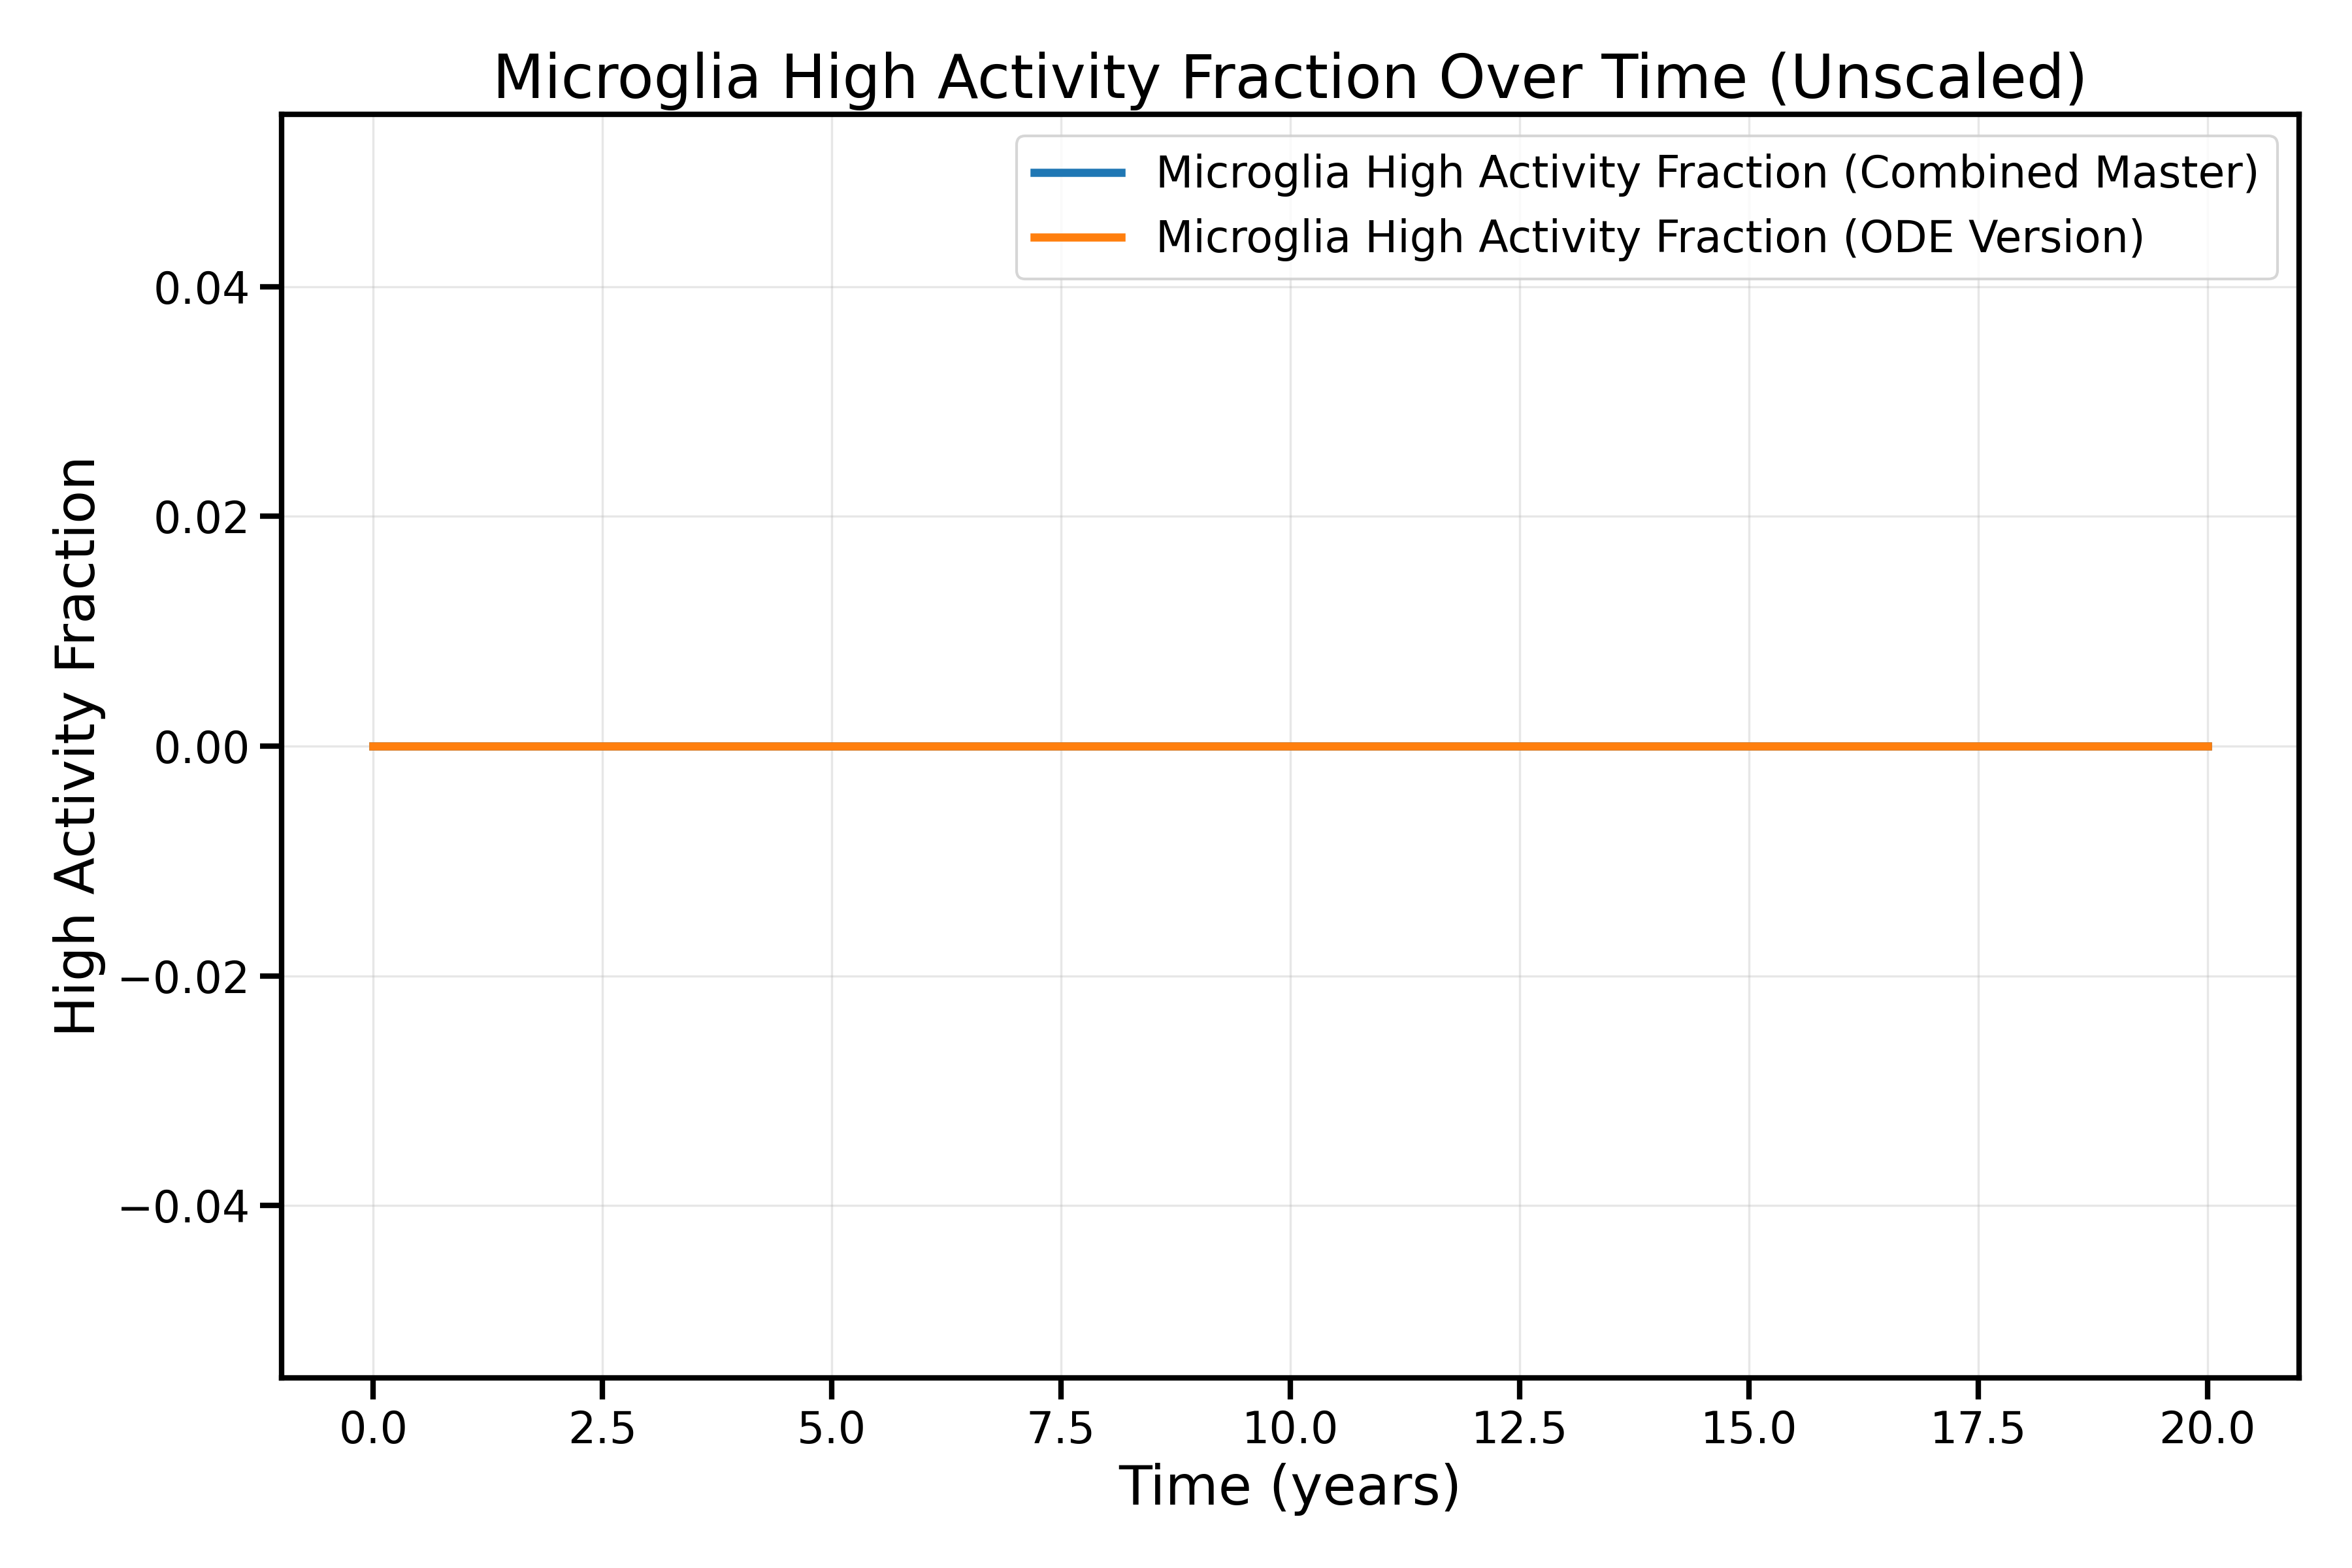 Microglia High Activity Fraction Over Time (Unscaled)
Microglia High Activity Fraction (Combined Master)
Microglia High Activity Fraction (ODE Version)
High Activity Fraction
0.04
0.02
0.00
−0.02
−0.04
0.0 2.5 5.0 7.5 10.0 12.5 15.0 17.5 20.0
Time (years)